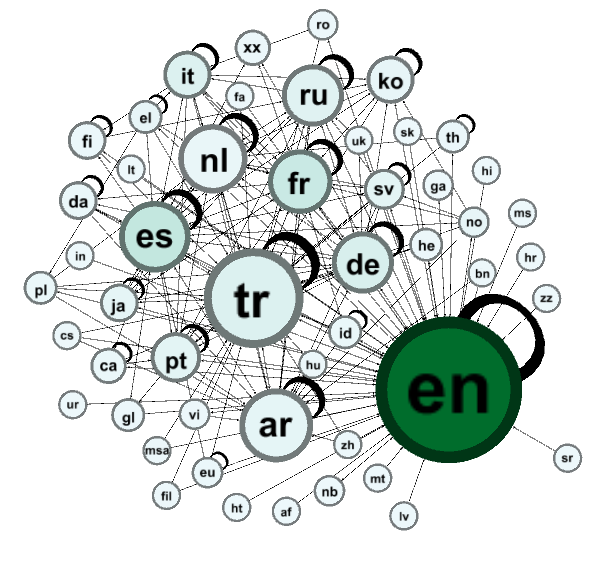 ro
xx
it
ru
ko
fa
el
fi
uk
sk
th
nl
lt
fr
sv
ga
hi
da
es
no
ms
in
de
he
hr
pl
ja
tr
bn
zz
cs
id
ca
pt
hu
en
ur
gl
vi
ar
zh
msa
eu
sr
fil
nb
mt
ht
af
lv